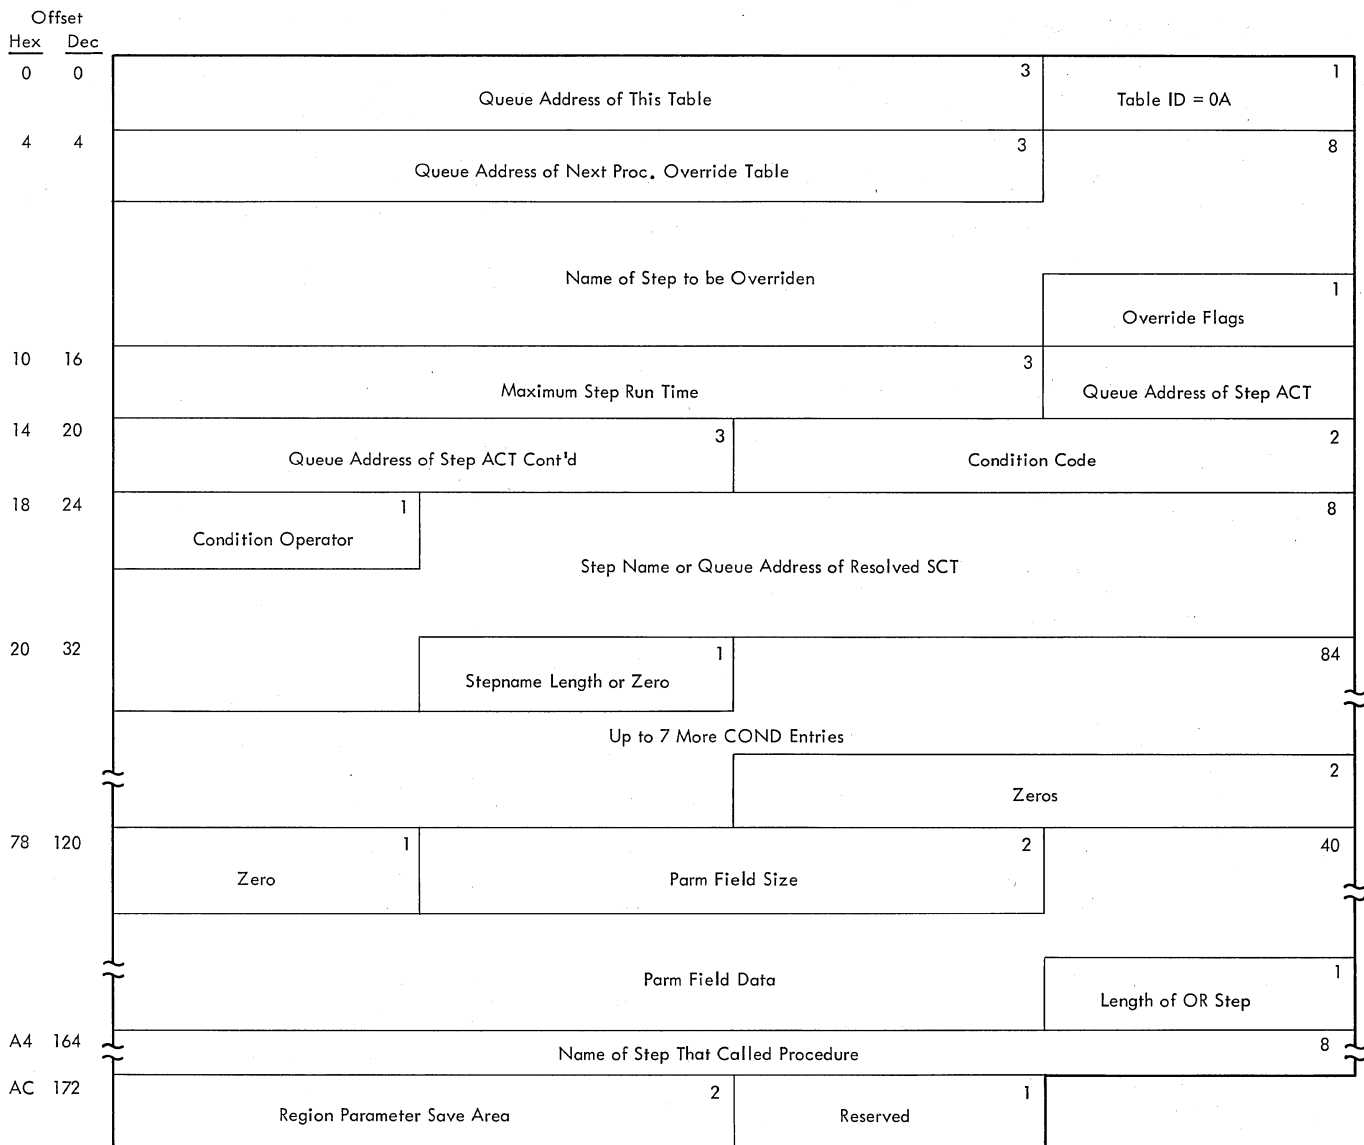 Offset
Hex Dec
0 0 3 1
Queue Address of This Table Table ID = 0A
4 4 3 8
Queue Address of Next Proc. Override Table
Name of Step to be Overriden
1
Override Flags
10 16 3
Maximum Step Run Time Queue Address of Step ACT
14 20 3 2
Queue Address of Step ACT Cont'd Condition Code
18 24 1 8
Condition Operator
Step Name or Queue Address of Resolved SCT
20 32 1 84
Stepname Length or Zero
Up to 7 More COND Entries
2
Zeros
78 120 1 2 40
Zero Parm Field Size
Parm Field Data
1
Length of OR Step
A4 164 8
Name of Step That Called Procedure
AC 172 2 1
Region Parameter Save Area Reserved